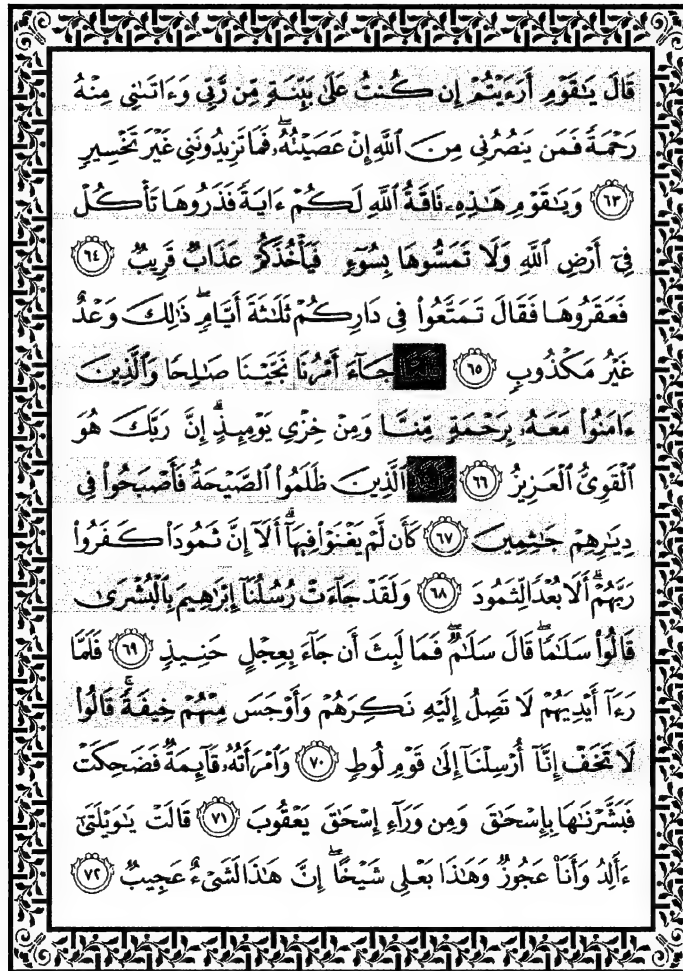 قَالَ يَـٰقَوْمِ أَرَءَيْتُمْ إِن كُنتُ عَلَىٰ بَيِّنَةٍ مِّن رَّبِّى وَءَاتَىٰنِى مِنْهُ
رَحْمَةً فَمَن يَنصُرُنِى مِنَ ٱللَّهِ إِنْ عَصَيْتُهُۥۖ فَمَا تَزِيدُونَنِى غَيْرَ تَخْسِيرٍ
٦٣ وَيَـٰقَوْمِ هَـٰذِهِۦ نَاقَةُ ٱللَّهِ لَكُمْ ءَايَةً فَذَرُوهَا تَأْكُلْ
فِىٓ أَرْضِ ٱللَّهِ وَلَا تَمَسُّوهَا بِسُوٓءٍ فَيَأْخُذَكُمْ عَذَابٌ قَرِيبٌ ٦٤
فَعَقَرُوهَا فَقَالَ تَمَتَّعُوا۟ فِى دَارِكُمْ ثَلَـٰثَةَ أَيَّامٍۖ ذَٰلِكَ وَعْدٌ
غَيْرُ مَكْذُوبٍ ٦٥ فَلَمَّا جَآءَ أَمْرُنَا نَجَّيْنَا صَـٰلِحًا وَٱلَّذِينَ
ءَامَنُوا۟ مَعَهُۥ بِرَحْمَةٍ مِّنَّا وَمِنْ خِزْىِ يَوْمِئِذٍۗ إِنَّ رَبَّكَ هُوَ
ٱلْقَوِىُّ ٱلْعَزِيزُ ٦٦ ٱلَّذِينَ ظَلَمُوا۟ ٱلصَّيْحَةُ فَأَصْبَحُوا۟ فِى
دِيَـٰرِهِمْ جَـٰثِمِينَ ٦٧ كَأَن لَّمْ يَغْنَوْا۟ فِيهَآۗ أَلَآ إِنَّ ثَمُودَا۟ كَفَرُوا۟
رَبَّهُمْۗ أَلَا بُعْدًا لِّثَمُودَ ٦٨ وَلَقَدْ جَآءَتْ رُسُلُنَآ إِبْرَٰهِيمَ بِٱلْبُشْرَىٰ
قَالُوا۟ سَلَـٰمًاۖ قَالَ سَلَـٰمٌۖ فَمَا لَبِثَ أَن جَآءَ بِعِجْلٍ حَنِيذٍ ٦٩ فَلَمَّا
رَءَآ أَيْدِيَهُمْ لَا تَصِلُ إِلَيْهِ نَكِرَهُمْ وَأَوْجَسَ مِنْهُمْ خِيفَةًۚ قَالُوا۟
لَا تَخَفْ إِنَّآ أُرْسِلْنَآ إِلَىٰ قَوْمِ لُوطٍ ٧٠ وَٱمْرَأَتُهُۥ قَآئِمَةٌ فَضَحِكَتْ
فَبَشَّرْنَـٰهَا بِإِسْحَـٰقَ وَمِن وَرَآءِ إِسْحَـٰقَ يَعْقُوبَ ٧١ قَالَتْ يَـٰوَيْلَتَىٰٓ
ءَأَلِدُ وَأَنَا۠ عَجُوزٌ وَهَـٰذَا بَعْلِى شَيْخًاۖ إِنَّ هَـٰذَا لَشَىْءٌ عَجِيبٌ ٧٢